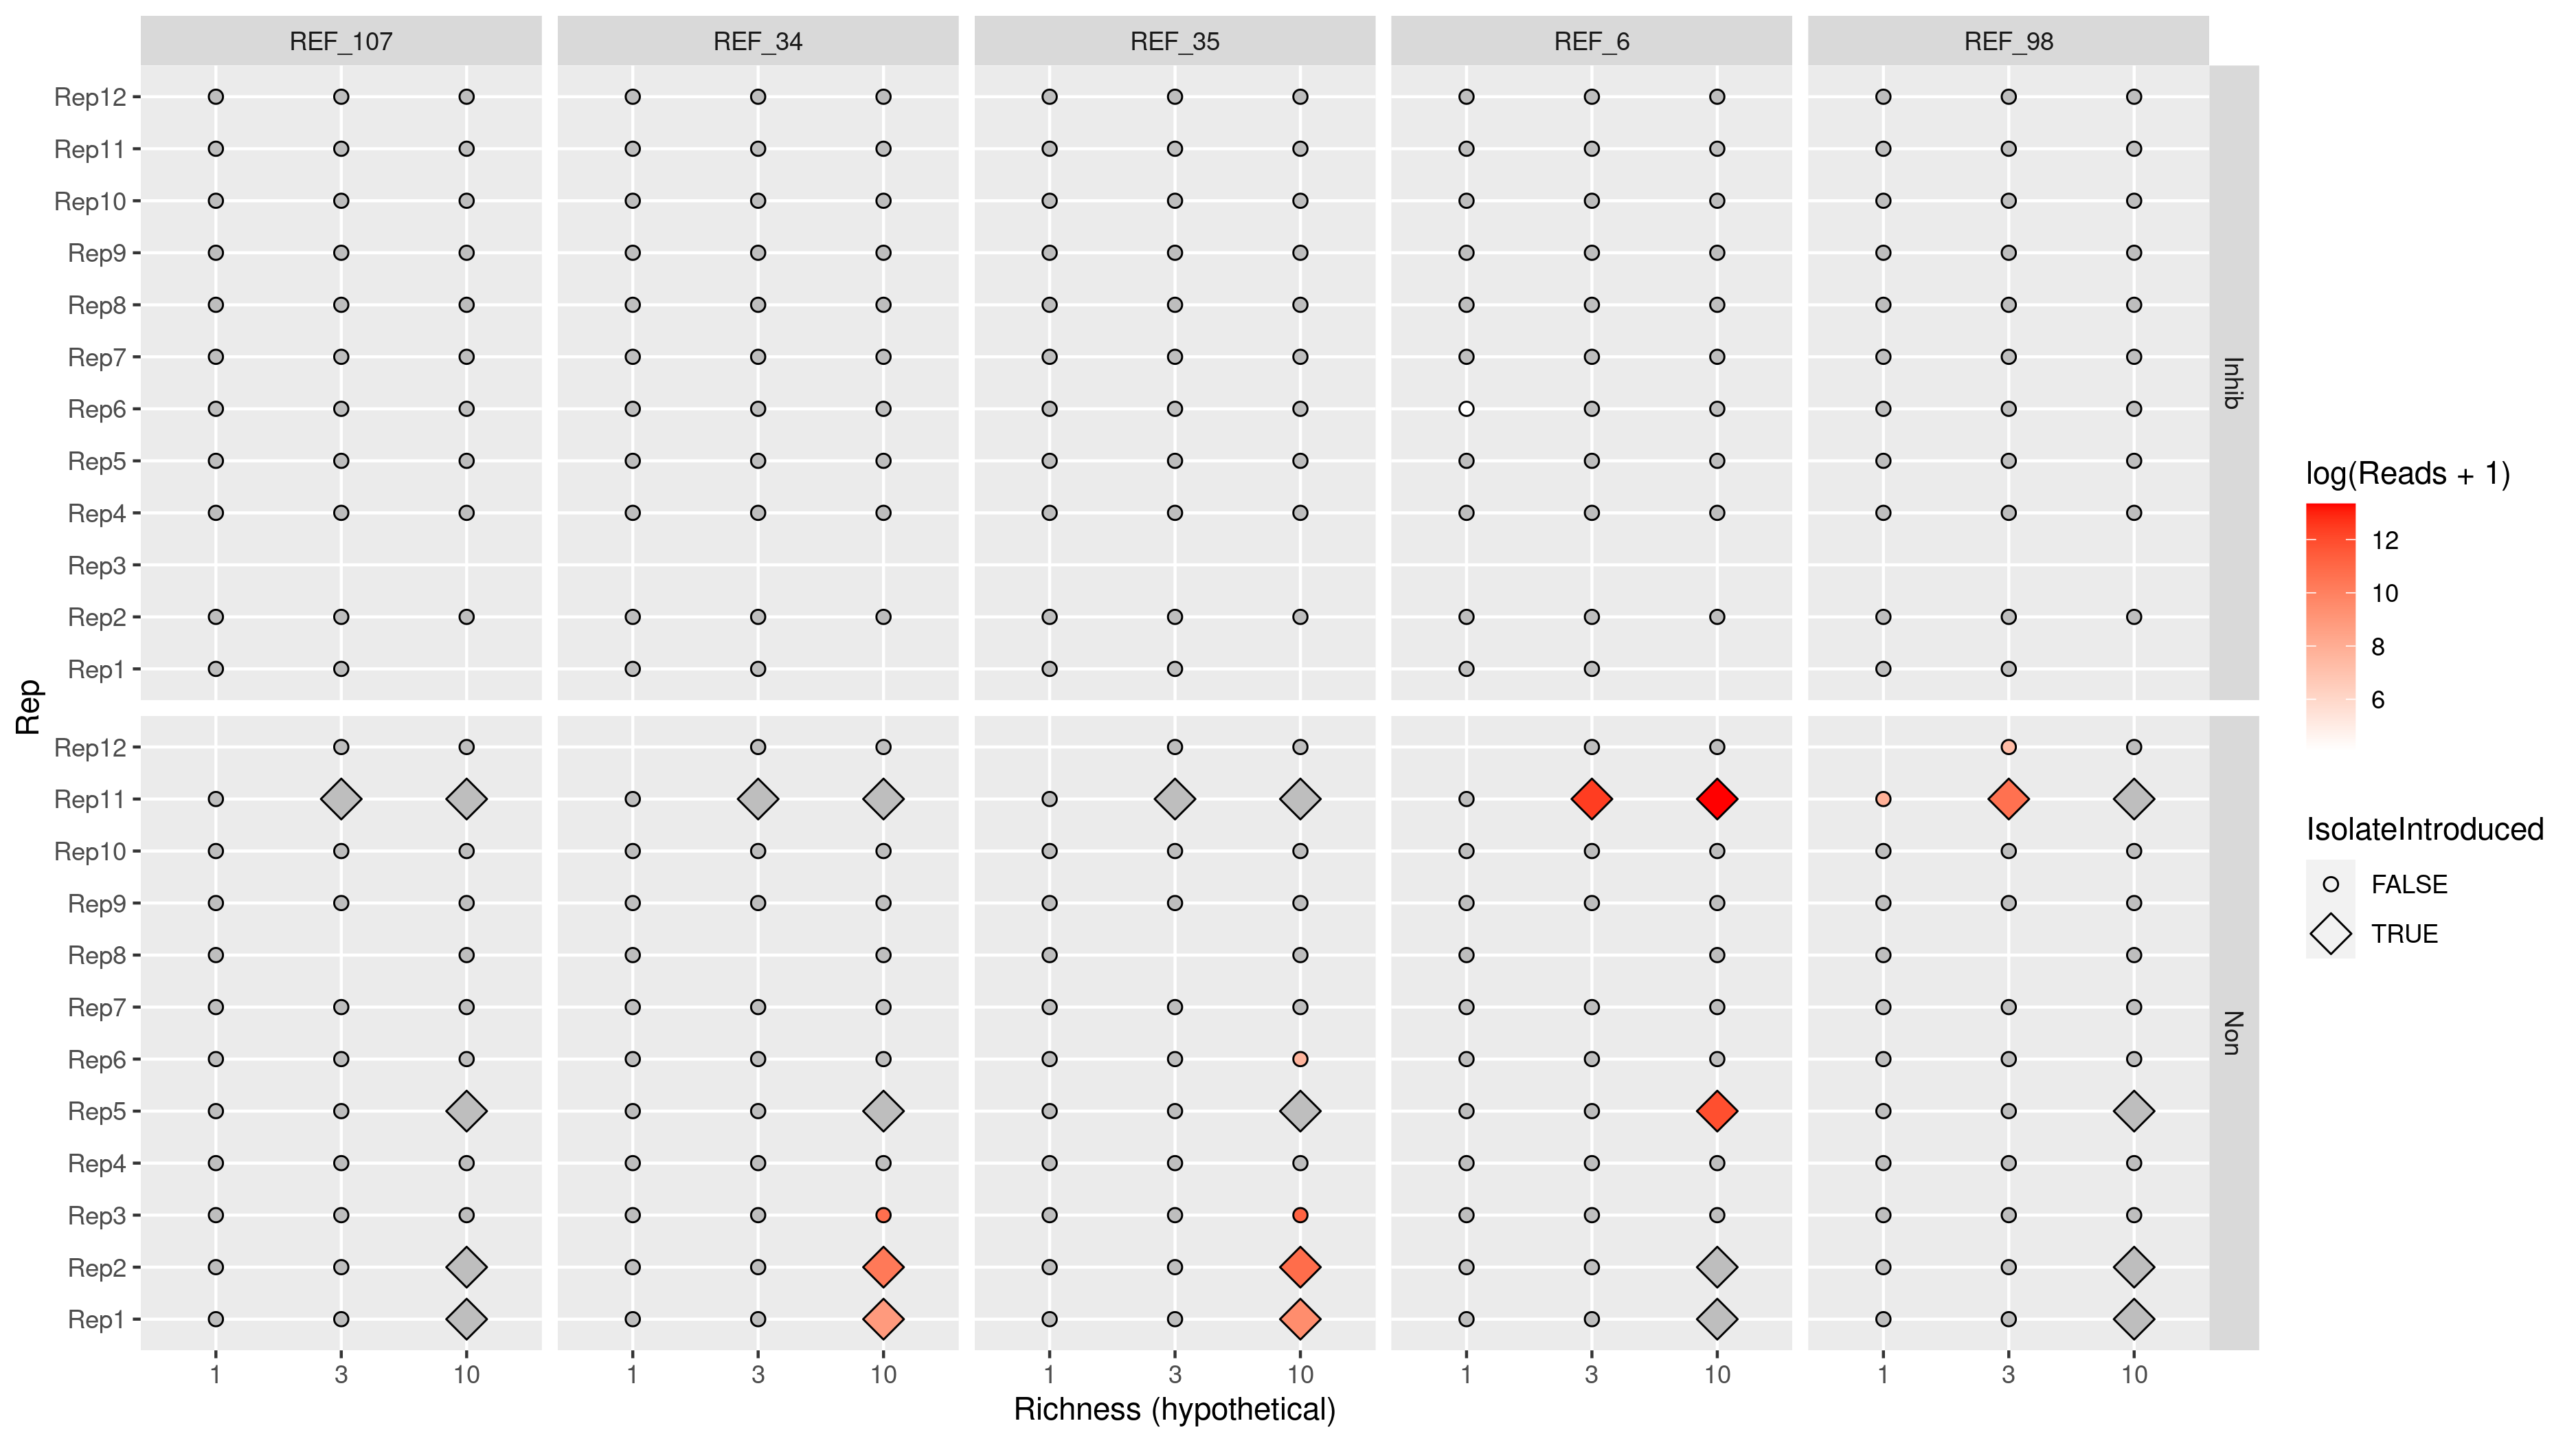 REF_107 REF_34 REF_35 REF_6 REF_98
Rep12
Rep11
Rep10
Rep9
Rep8
Rep7
Rep6
Rep5
Rep4
Rep3
Rep2
Rep1
Inhib
Rep
Rep12
Rep11
Rep10
Rep9
Rep8
Rep7
Rep6
Rep5
Rep4
Rep3
Rep2
Rep1
Non
1 3 10 1 3 10 1 3 10 1 3 10 1 3 10
Richness (hypothetical)
log(Reads + 1)
12
10
8
6
IsolateIntroduced
FALSE
TRUE